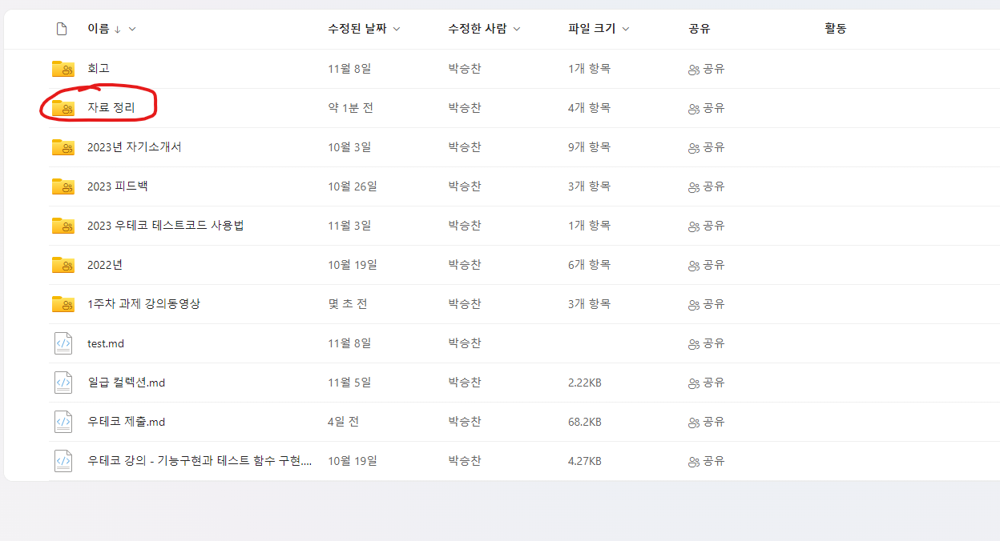 이름 ↓ 수정된 날짜 수정한 사람 파일 크기 공유 활동
회고 11월 8일 박승찬 1개 항목 공유
자료 정리 약 1분 전 박승찬 4개 항목 공유
2023년 자기소개서 10월 3일 박승찬 9개 항목 공유
2023 피드백 10월 26일 박승찬 3개 항목 공유
2023 우테코 테스트코드 사용법 11월 3일 박승찬 1개 항목 공유
2022년 10월 19일 박승찬 6개 항목 공유
1주차 과제 강의동영상 몇 초 전 박승찬 3개 항목 공유
test.md 11월 8일 박승찬 공유
일급 컬렉션.md 11월 5일 박승찬 2.22KB 공유
우테코 제출.md 4일 전 박승찬 68.2KB 공유
우테코 강의 - 기능구현과 테스트 함수 구현.... 10월 19일 박승찬 4.27KB 공유